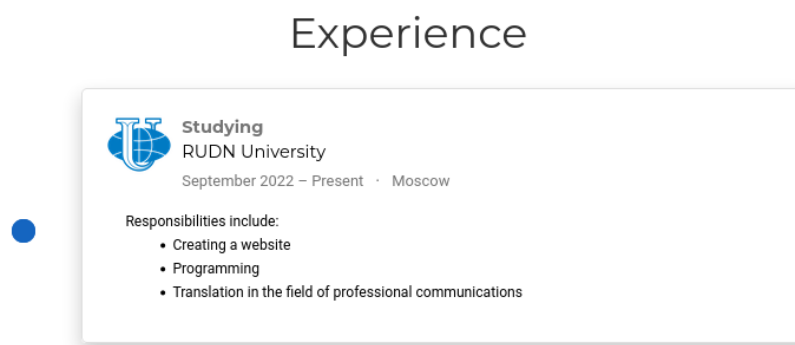 Experience
Studying
RUDN University
September 2022 – Present · Moscow
Responsibilities include:
• Creating a website
• Programming
• Translation in the field of professional communications